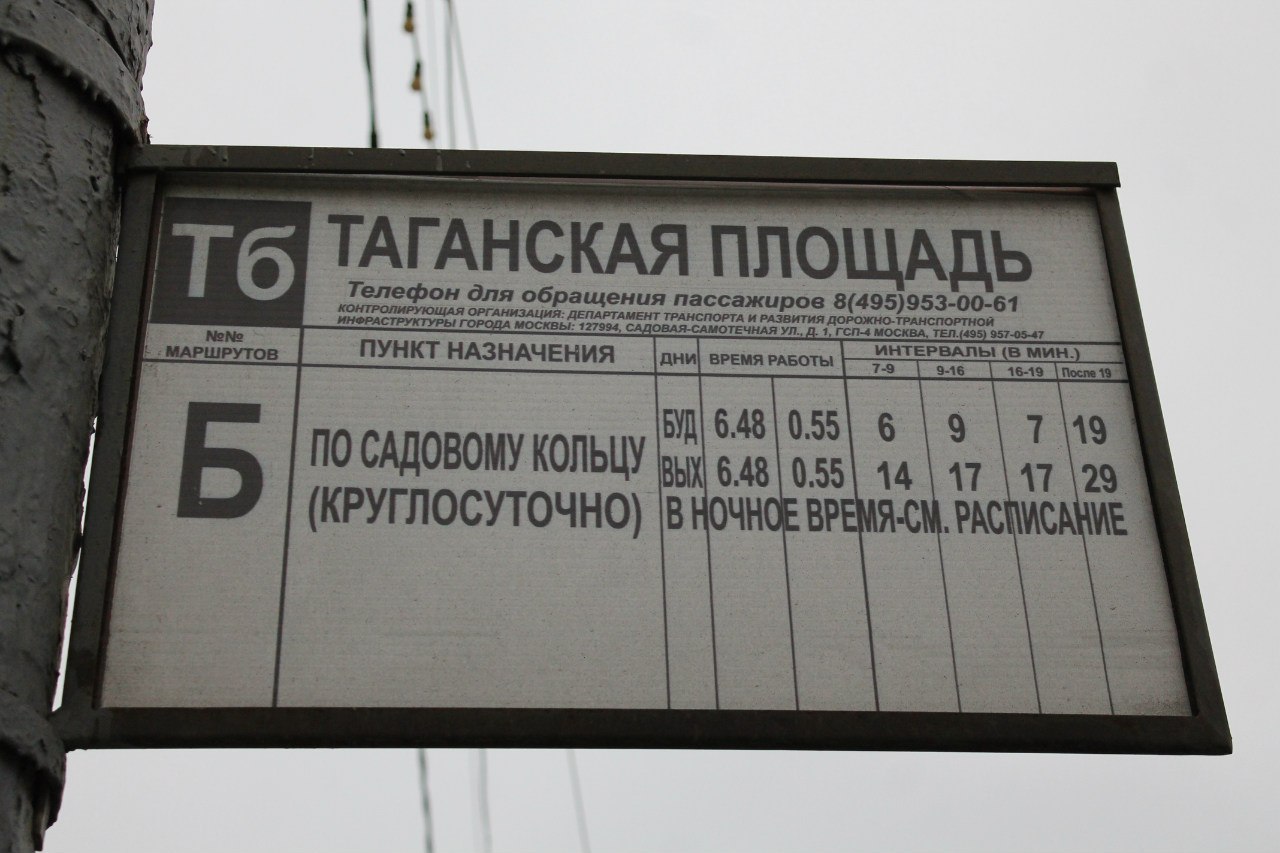 Тб
ТАГАНСКАЯ ПЛОЩАДЬ
Телефон для обращения пассажиров 8(495)953-00-61
КОНТРОЛИРУЮЩАЯ ОРГАНИЗАЦИЯ: ДЕПАРТАМЕНТ ТРАНСПОРТА И РАЗВИТИЯ ДОРОЖНО-ТРАНСПОРТНОЙ
ИНФРАСТРУКТУРЫ ГОРОДА МОСКВЫ: 127994, САДОВАЯ-САМОТЕЧНАЯ УЛ., Д. 1, ГСП-4 МОСКВА, ТЕЛ.(495) 957-05-47
№№ МАРШРУТОВ ПУНКТ НАЗНАЧЕНИЯ ДНИ ВРЕМЯ РАБОТЫ ИНТЕРВАЛЫ (В МИН.)
7-9 9-16 16-19 После 19
Б
ПО САДОВОМУ КОЛЬЦУ
(КРУГЛОСУТОЧНО)
БУД 6.48 0.55 6 9 7 19
ВЫХ 6.48 0.55 14 17 17 29
В НОЧНОЕ ВРЕМЯ-СМ. РАСПИСАНИЕ